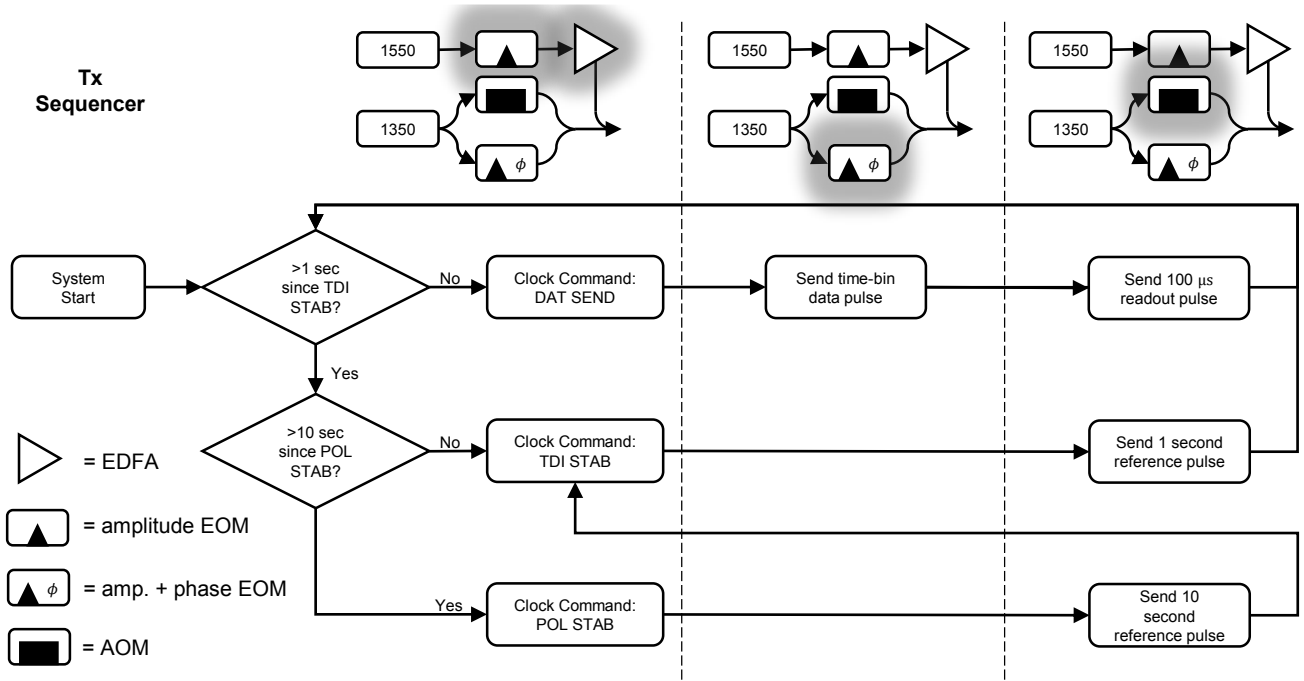 Tx
Sequencer
1550
1350
ϕ
1550
1350
ϕ
1550
1350
ϕ
System
Start
>1 sec
since TDI
STAB?
No
Clock Command:
DAT SEND
Send time-bin
data pulse
Send 100 μs
readout pulse
Yes
>10 sec
since POL
STAB?
No
Clock Command:
TDI STAB
Send 1 second
reference pulse
Yes
Clock Command:
POL STAB
Send 10
second
reference pulse
= EDFA
= amplitude EOM
ϕ = amp. + phase EOM
= AOM